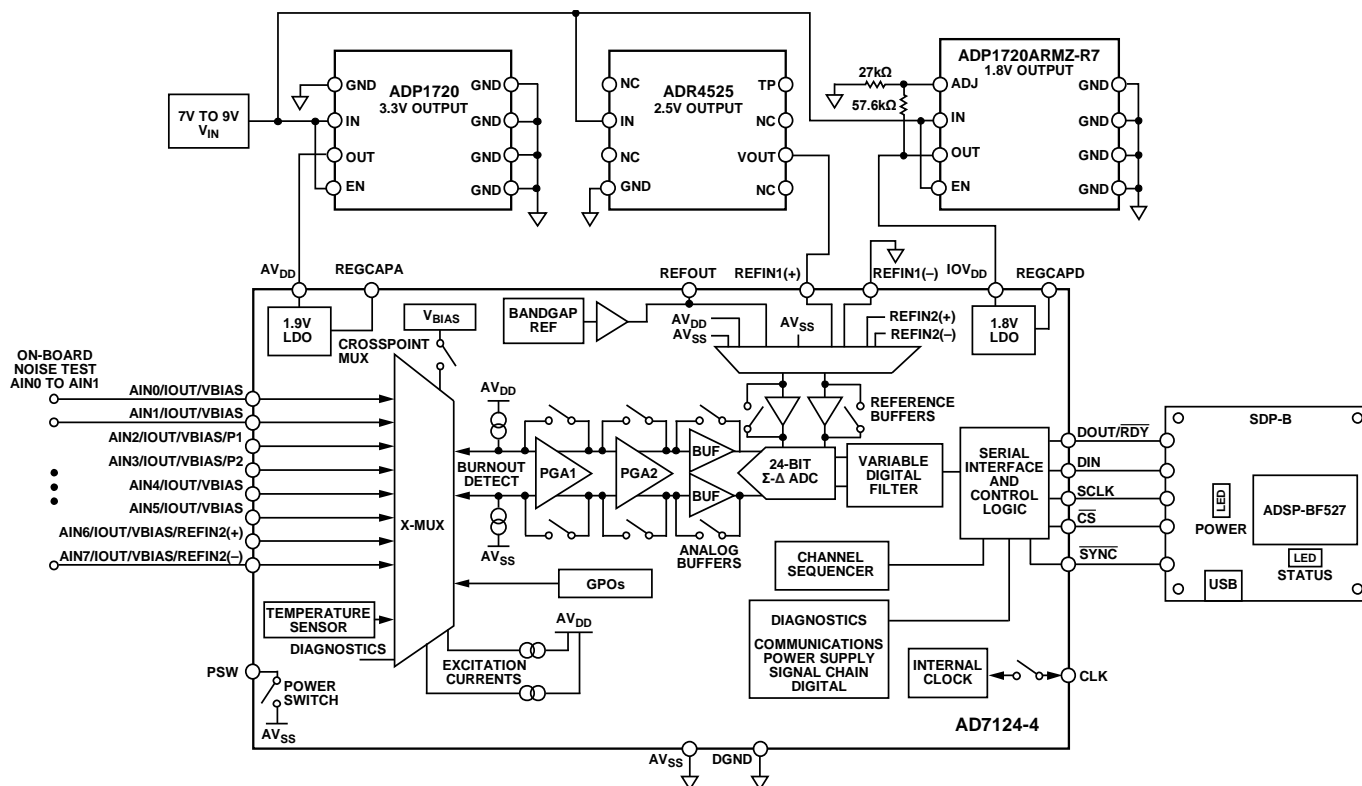 7V TO 9V
VIN
ADP1720
3.3V OUTPUT
GND
IN
OUT
EN
GND
GND
GND
GND
ADR4525
2.5V OUTPUT
NC
IN
NC
GND
TP
NC
VOUT
NC
27kΩ
57.6kΩ
ADP1720ARMZ-R7
1.8V OUTPUT
ADJ
IN
OUT
EN
GND
GND
GND
GND
AVDD
REGCAPA
REFOUT
REFIN1(+)
REFIN1(–)
IOVDD
REGCAPD
1.9V
LDO
CROSSPOINT
MUX
VBIAS
BANDGAP
REF
AVDD
AVSS
AVSS
REFIN2(+)
REFIN2(–)
1.8V
LDO
ON-BOARD
NOISE TEST
AIN0 TO AIN1
AIN0/IOUT/VBIAS
AIN1/IOUT/VBIAS
AIN2/IOUT/VBIAS/P1
AIN3/IOUT/VBIAS/P2
AIN4/IOUT/VBIAS
AIN5/IOUT/VBIAS
AIN6/IOUT/VBIAS/REFIN2(+)
AIN7/IOUT/VBIAS/REFIN2(–)
X-MUX
AVDD
BURNOUT
DETECT
AVSS
PGA1
PGA2
BUF
BUF
ANALOG
BUFFERS
REFERENCE
BUFFERS
24-BIT
Σ-Δ ADC
VARIABLE
DIGITAL
FILTER
SERIAL
INTERFACE
AND
CONTROL
LOGIC
DOUT/RDY
DIN
SCLK
CS
SYNC
SDP-B
LED
POWER
ADSP-BF527
LED
STATUS
USB
GPOs
CHANNEL
SEQUENCER
TEMPERATURE
SENSOR
DIAGNOSTICS
AVDD
EXCITATION
CURRENTS
DIAGNOSTICS
COMMUNICATIONS
POWER SUPPLY
SIGNAL CHAIN
DIGITAL
INTERNAL
CLOCK
CLK
PSW
POWER
SWITCH
AVSS
AD7124-4
AVSS
DGND